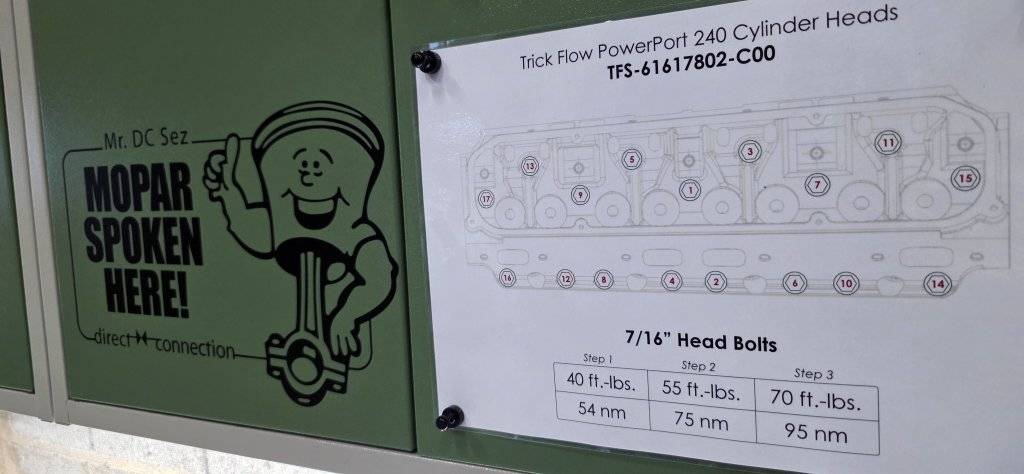 Mr. DC Sez
MOPAR
SPOKEN
HERE!
direct connection
Trick Flow PowerPort 240 Cylinder Heads
TFS-61617802-C00
13 5 3 11
17 9 1 7 15
16 12 8 4 2 6 10 14
7/16” Head Bolts
Step 1 Step 2 Step 3
40 ft.-lbs. 55 ft.-lbs. 70 ft.-lbs.
54 nm 75 nm 95 nm